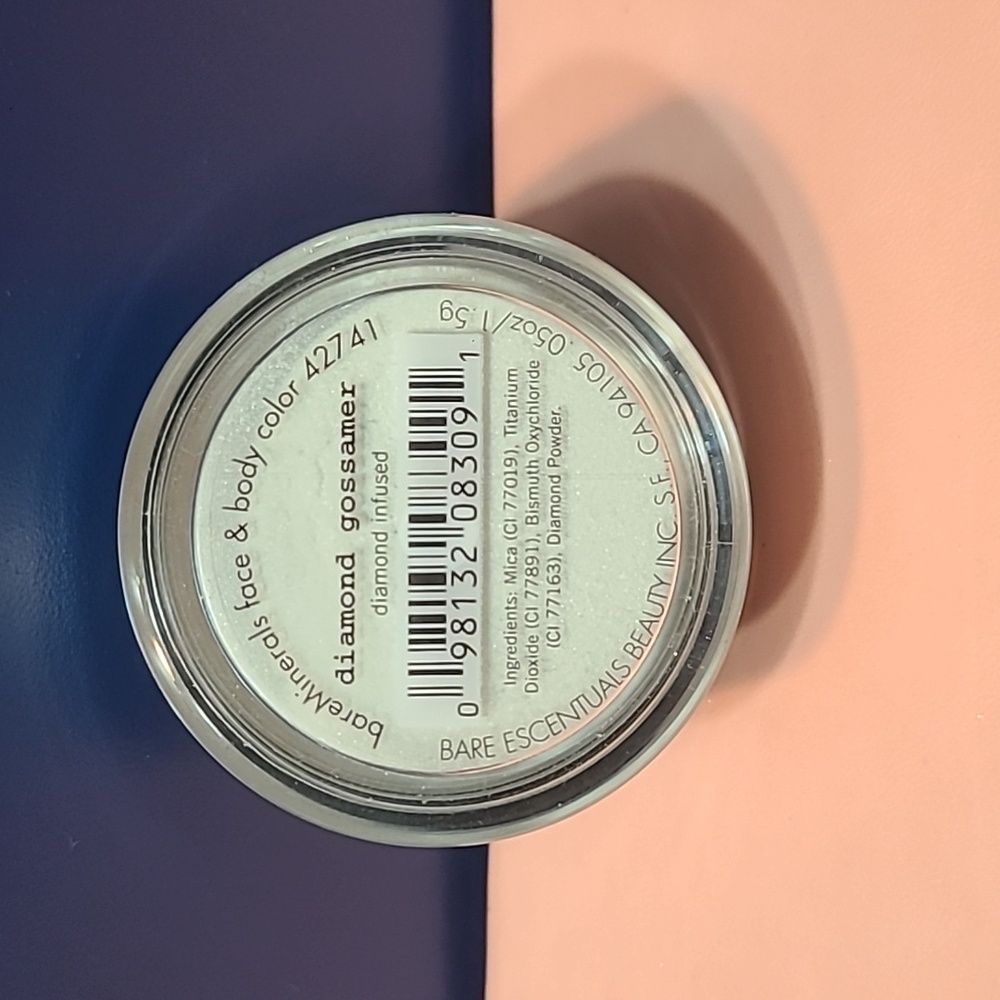 bareMinerals face & body color 42741
diamond gossamer
diamond infused
0 98132 08309 1
Ingredients: Mica (CI 77019), Titanium
Dioxide (CI 77891), Bismuth Oxychloride
(CI 77163), Diamond Powder.
BARE ESCENTUALS BEAUTY INC. S.F., CA 94105 .05oz/1.5g